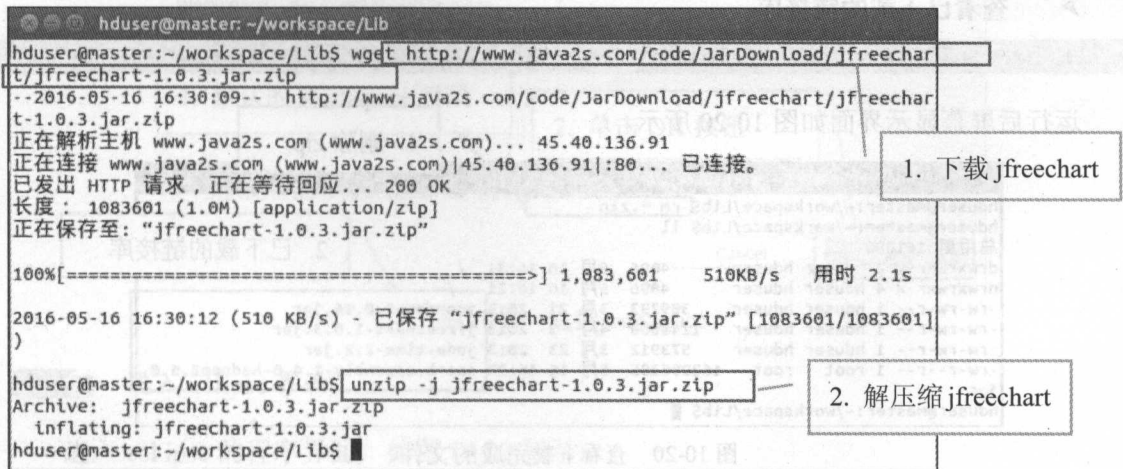 hduser@master: ~/workspace/Lib
hduser@master:~/workspace/Lib$ wget http://www.java2s.com/Code/JarDownload/jfreechar
t/jfreechart-1.0.3.jar.zip
--2016-05-16 16:30:09-- http://www.java2s.com/Code/JarDownload/jfreechart/jfreechar
t-1.0.3.jar.zip
正在解析主机 www.java2s.com (www.java2s.com)... 45.40.136.91
正在连接 www.java2s.com (www.java2s.com)|45.40.136.91|:80... 已连接。
已发出 HTTP 请求，正在等待回应... 200 OK
长度： 1083601 (1.0M) [application/zip]
正在保存至: “jfreechart-1.0.3.jar.zip”
100%[===========================================>] 1,083,601 510KB/s 用时 2.1s
2016-05-16 16:30:12 (510 KB/s) - 已保存 “jfreechart-1.0.3.jar.zip” [1083601/1083601]
)
hduser@master:~/workspace/Lib$ unzip -j jfreechart-1.0.3.jar.zip
Archive: jfreechart-1.0.3.jar.zip
inflating: jfreechart-1.0.3.jar
hduser@master:~/workspace/Lib$
1. 下载 jfreechart
2. 解压缩 jfreechart